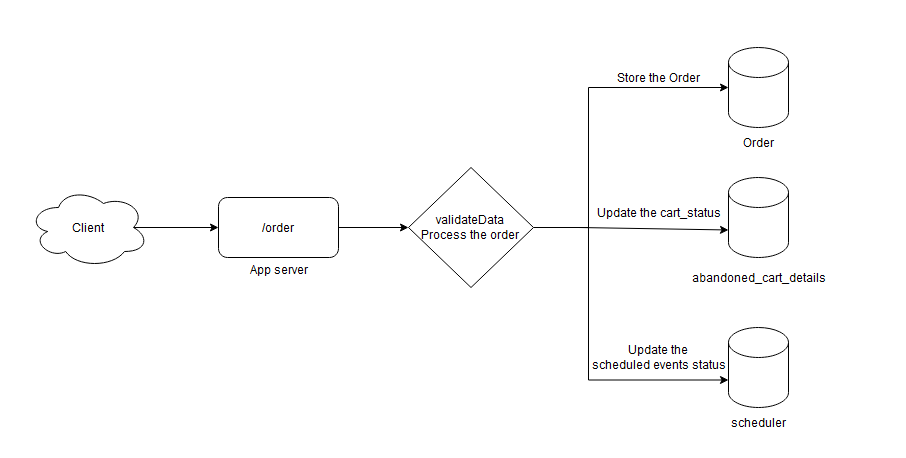 Client
/order
App server
validateData
Process the order
Store the Order
Order
Update the cart_status
abandoned_cart_details
Update the
scheduled events status
scheduler